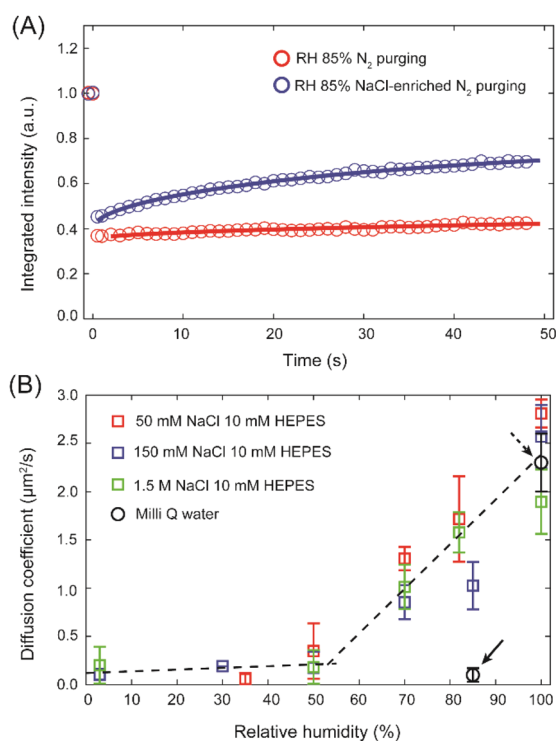 (A)
1.2
1.0
0.8
0.6
0.4
0.2
0.0
Integrated intensity (a.u.)
RH 85% N₂ purging
RH 85% NaCl-enriched N₂ purging
0 10 20 30 40 50
Time (s)
(B)
3.0
2.5
2.0
1.5
1.0
0.5
0.0
Diffusion coefficient (μm²/s)
50 mM NaCl 10 mM HEPES
150 mM NaCl 10 mM HEPES
1.5 M NaCl 10 mM HEPES
Milli Q water
0 10 20 30 40 50 60 70 80 90 100
Relative humidity (%)